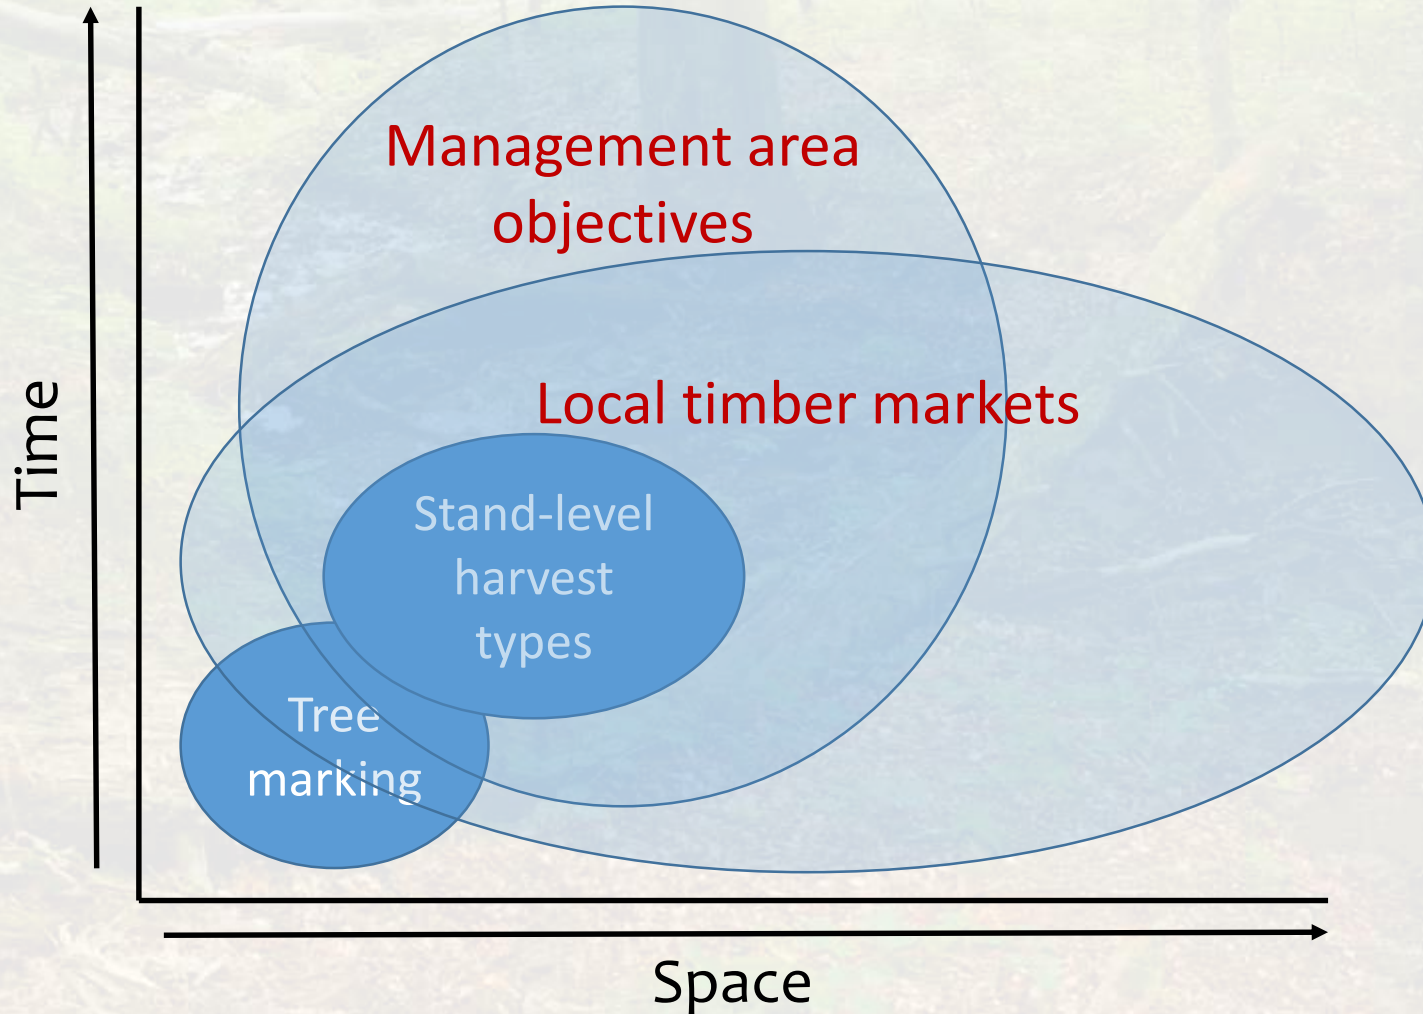 Management area
objectives
Local timber markets
Stand-level
harvest
types
Tree
marking
Time
Space